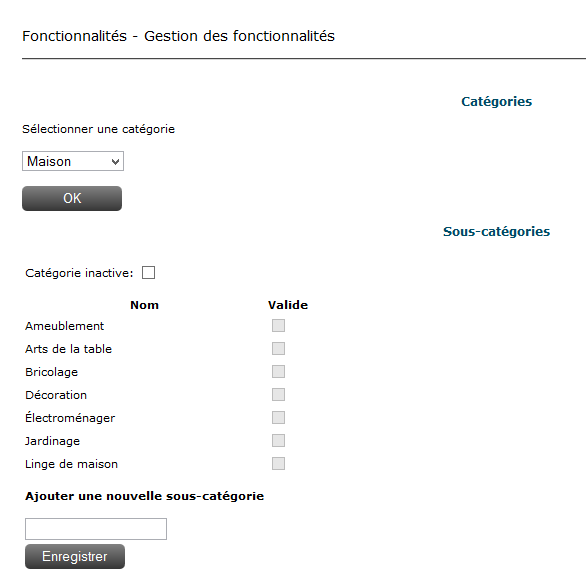 Fonctionnalités - Gestion des fonctionnalités
Catégories
Sélectionner une catégorie
Maison
OK
Sous-catégories
Catégorie inactive:
Nom Valide
Ameublement
Arts de la table
Bricolage
Décoration
Électroménager
Jardinage
Linge de maison
Ajouter une nouvelle sous-catégorie
Enregistrer